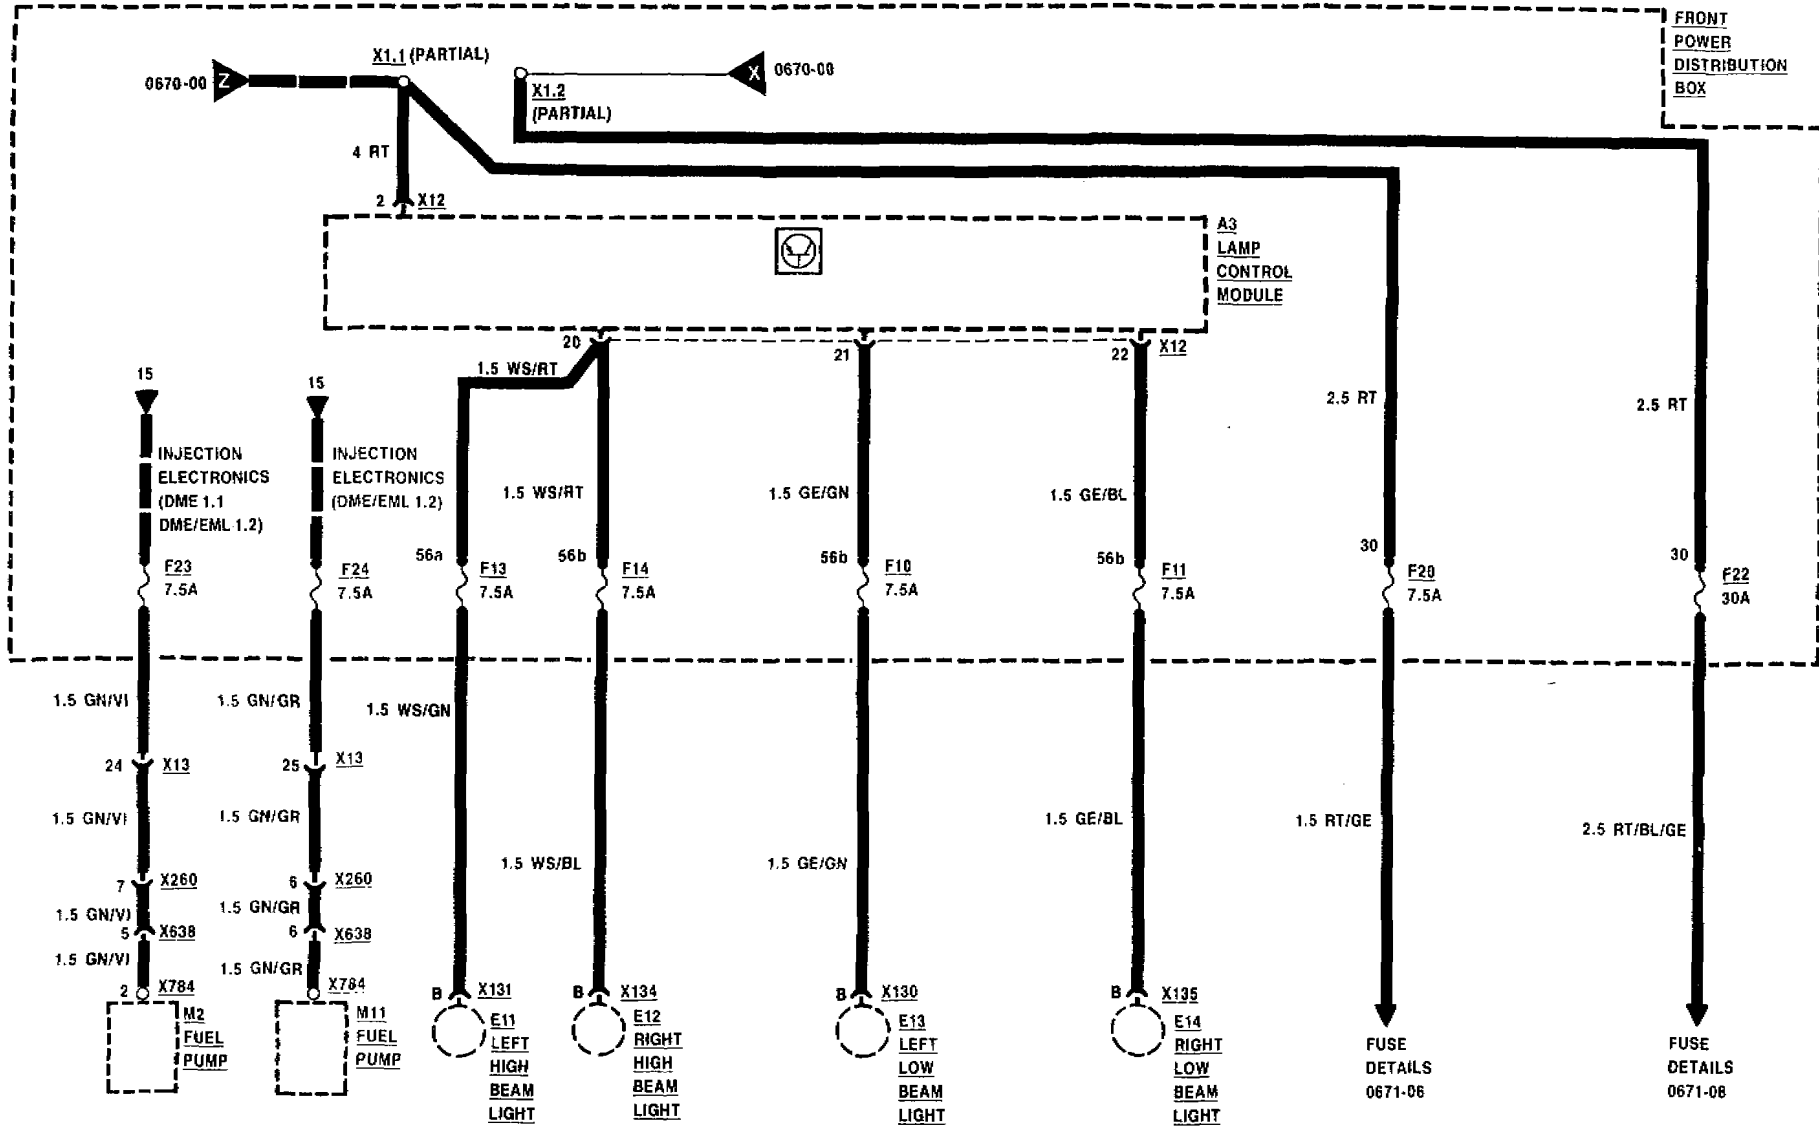 FRONT
POWER
DISTRIBUTION
BOX
0670-00
Z
X1.1 (PARTIAL)
X
0670-00
X1.2
(PARTIAL)
4 RT
2
X12
A3
LAMP
CONTROL
MODULE
20
21
22
X12
1.5 WS/RT
15
15
2.5 RT
2.5 RT
INJECTION
ELECTRONICS
(DME 1.1
DME/EML 1.2)
INJECTION
ELECTRONICS
(DME/EML 1.2)
1.5 WS/RT
1.5 GE/GN
1.5 GE/BL
56a
56b
56b
56b
30
30
F23
7.5A
F24
7.5A
F13
7.5A
F14
7.5A
F10
7.5A
F11
7.5A
F20
7.5A
F22
30A
1.5 GN/VI
1.5 GN/GR
1.5 WS/GN
24
X13
25
X13
1.5 GN/VI
1.5 GN/GR
1.5 GE/BL
1.5 RT/GE
2.5 RT/BL/GE
1.5 WS/BL
1.5 GE/GN
7
X260
6
X260
1.5 GN/VI
1.5 GN/GR
5
X638
6
X638
1.5 GN/VI
1.5 GN/GR
2
X784
X784
B
X131
B
X134
B
X130
B
X135
M2
FUEL
PUMP
M11
FUEL
PUMP
E11
LEFT
HIGH
BEAM
LIGHT
E12
RIGHT
HIGH
BEAM
LIGHT
E13
LEFT
LOW
BEAM
LIGHT
E14
RIGHT
LOW
BEAM
LIGHT
FUSE
DETAILS
0671-06
FUSE
DETAILS
0671-08